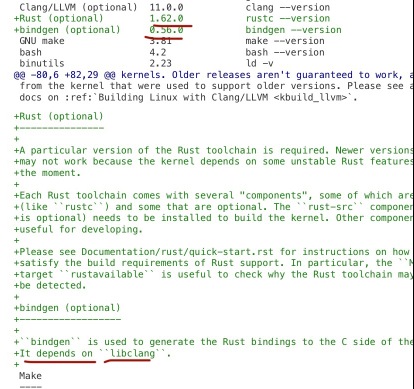 Clang/LLVM (optional)  11.0.0           clang --version
+Rust (optional)        1.62.0           rustc --version
+bindgen (optional)     0.56.0           bindgen --version
 GNU make               3.81             make --version
 bash                   4.2              bash --version
 binutils               2.23             ld -v
@@ -80,6 +82,29 @@ kernels. Older releases aren't guaranteed to work,
 from the kernel that were used to support older versions. Please see
 docs on :ref:`Building Linux with Clang/LLVM <kbuild_llvm>`.

+Rust (optional)
+---------------
+
+A particular version of the Rust toolchain is required. Newer versions
+may not work because the kernel depends on some unstable Rust features
+the moment.
+
+Each Rust toolchain comes with several "components", some of which are
+(like ``rustc``) and some that are optional. The ``rust-src`` componen
+is optional) needs to be installed to build the kernel. Other componen
+useful for developing.
+
+Please see Documentation/rust/quick-start.rst for instructions on how
+satisfy the build requirements of Rust support. In particular, the ``M
+target ``rustavailable`` is useful to check why the Rust toolchain may
+be detected.
+
+bindgen (optional)
+------------------
+
+``bindgen`` is used to generate the Rust bindings to the C side of the
+It depends on ``libclang``.
+
 Make
 ----